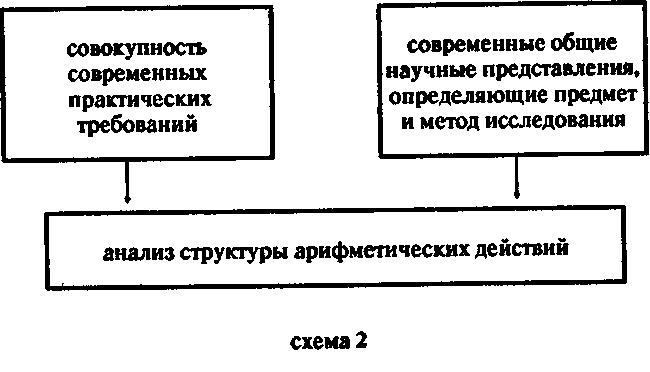 совокупность
современных
практических
требований
современные общие
научные представления,
определяющие предмет
и метод исследования
анализ структуры арифметических действий
схема 2